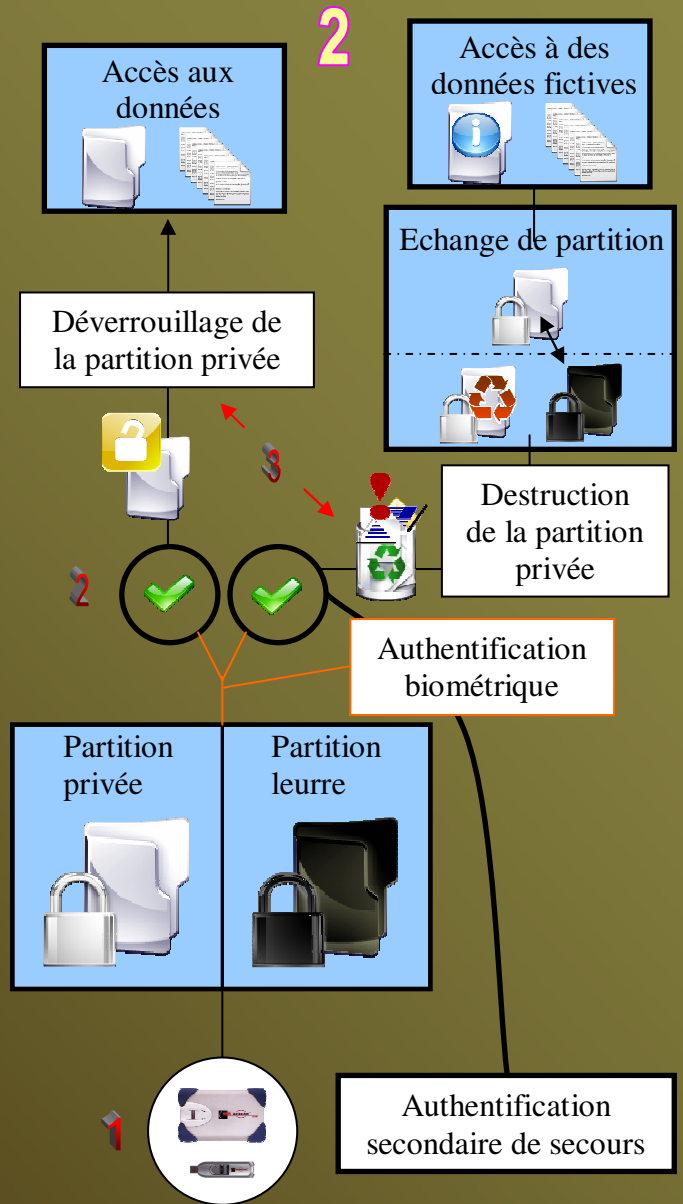 2
Accès aux
données
Accès à des
données fictives
Echange de partition
Déverrouillage de
la partition privée
3
Destruction
de la partition
privée
2
Authentification
biométrique
Partition
privée
Partition
leurre
1
Authentification
secondaire de secours